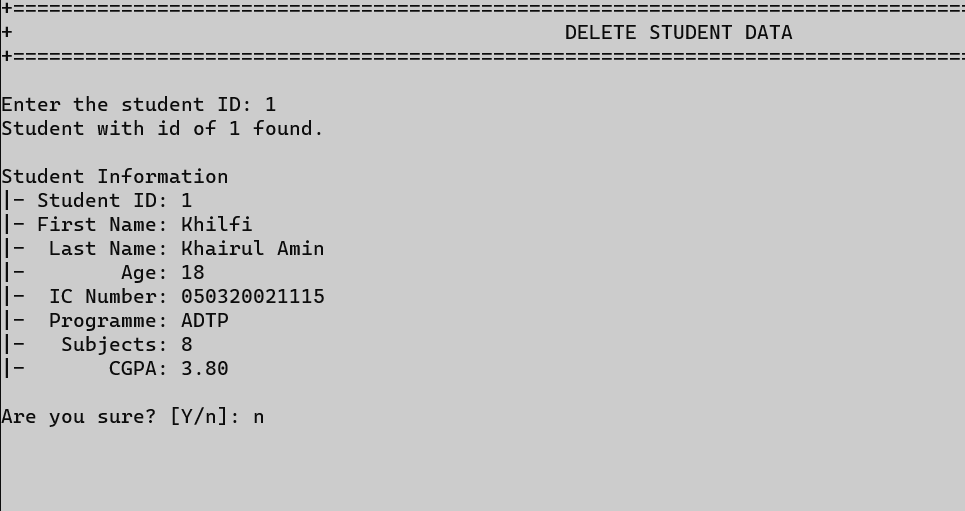 +================================================================================
+ DELETE STUDENT DATA
+================================================================================
Enter the student ID: 1
Student with id of 1 found.
Student Information
|- Student ID: 1
|- First Name: Khilfi
|-  Last Name: Khairul Amin
|-        Age: 18
|-  IC Number: 050320021115
|-  Programme: ADTP
|-   Subjects: 8
|-       CGPA: 3.80
Are you sure? [Y/n]: n